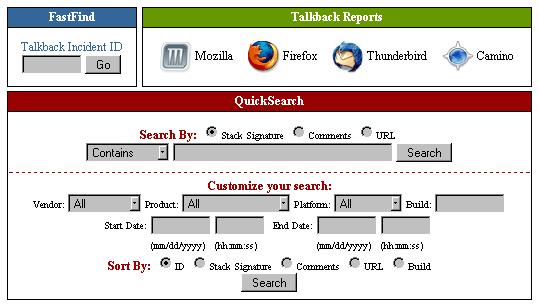 FastFind
Talkback Incident ID
Go
Talkback Reports
Mozilla Firefox Thunderbird Camino
QuickSearch
Search By: Stack Signature Comments URL
Contains Search
Customize your search:
Vendor: All Product: All Platform: All Build:
Start Date: End Date:
(mm/dd/yyyy) (hh:mm:ss) (mm/dd/yyyy) (hh:mm:ss)
Sort By: ID Stack Signature Comments URL Build
Search